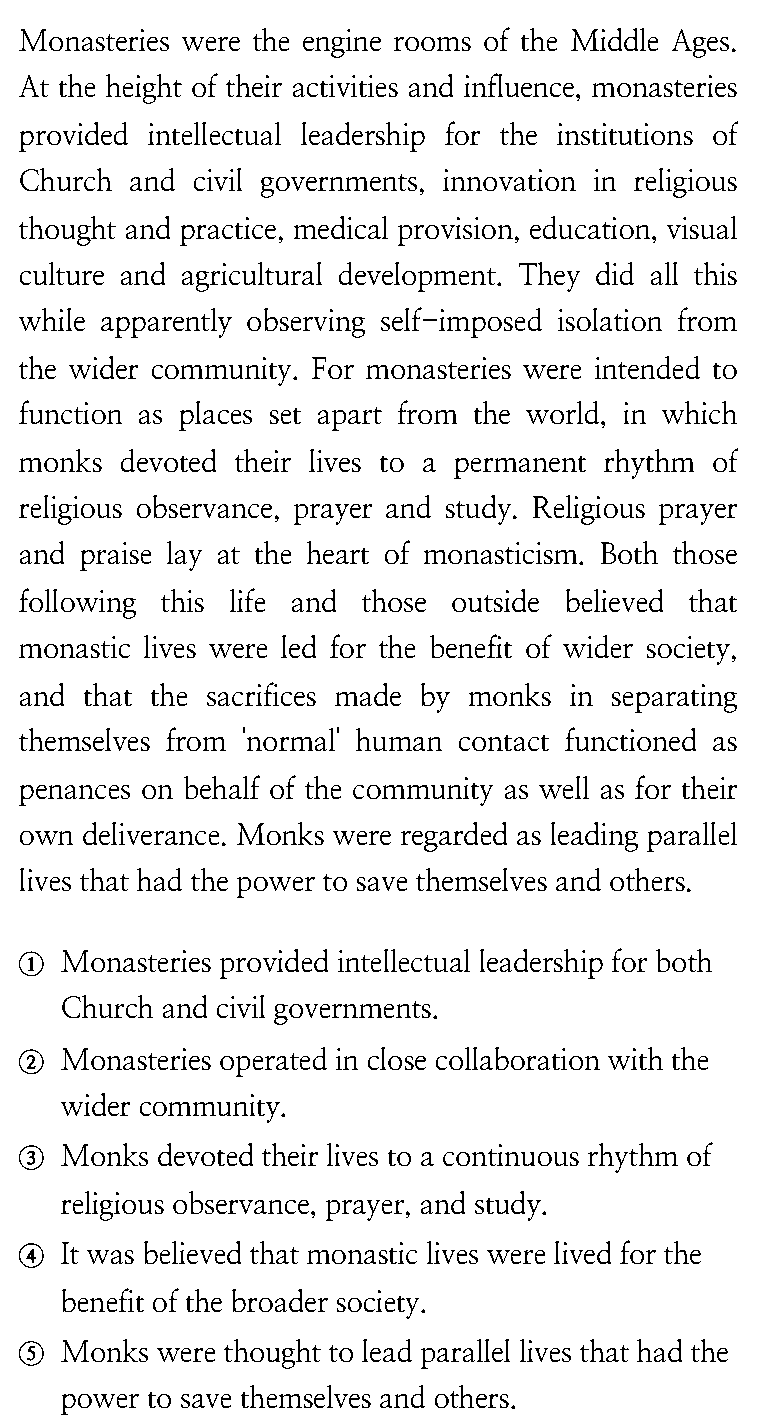 Monasteries were the engine rooms of the Middle Ages.
At the height of their activities and influence, monasteries
provided intellectual leadership for the institutions of
Church and civil governments, innovation in religious
thought and practice, medical provision, education, visual
culture and agricultural development. They did all this
while apparently observing self-imposed isolation from
the wider community. For monasteries were intended to
function as places set apart from the world, in which
monks devoted their lives to a permanent rhythm of
religious observance, prayer and study. Religious prayer
and praise lay at the heart of monasticism. Both those
following this life and those outside believed that
monastic lives were led for the benefit of wider society,
and that the sacrifices made by monks in separating
themselves from 'normal' human contact functioned as
penances on behalf of the community as well as for their
own deliverance. Monks were regarded as leading parallel
lives that had the power to save themselves and others.
① Monasteries provided intellectual leadership for both
Church and civil governments.
② Monasteries operated in close collaboration with the
wider community.
③ Monks devoted their lives to a continuous rhythm of
religious observance, prayer, and study.
④ It was believed that monastic lives were lived for the
benefit of the broader society.
⑤ Monks were thought to lead parallel lives that had the
power to save themselves and others.